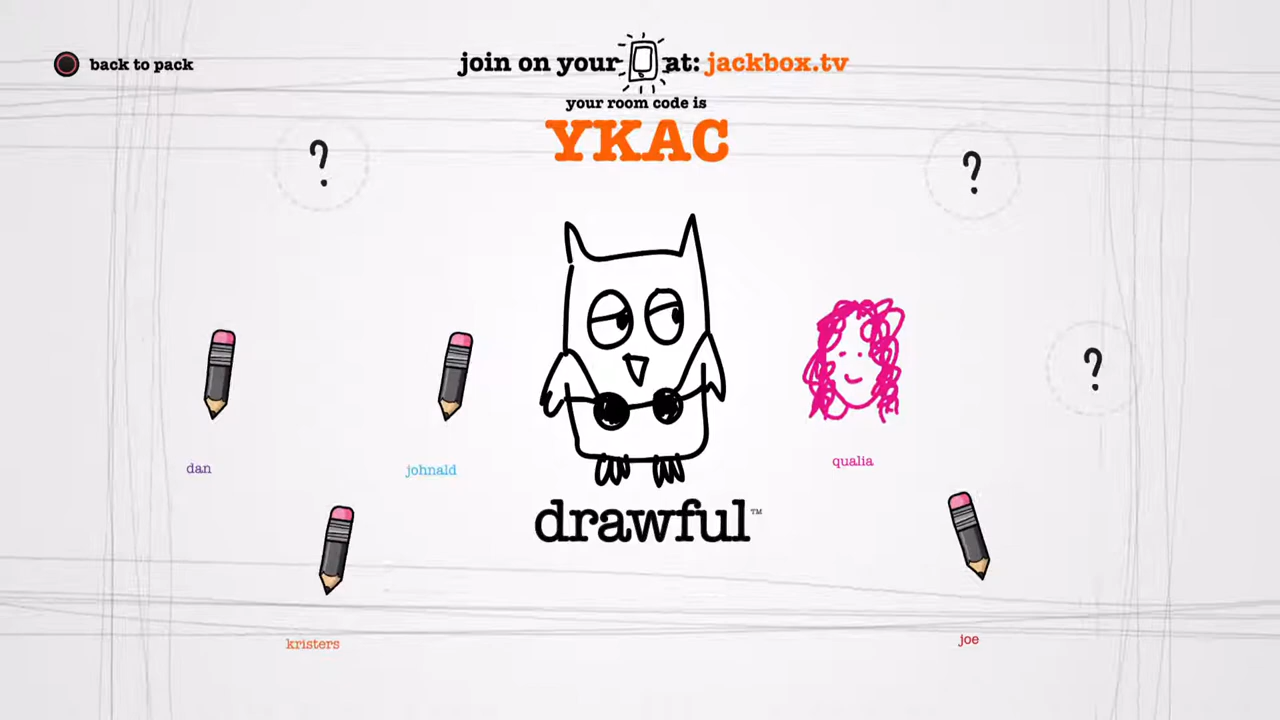 back to pack
join on your at: jackbox.tv
your room code is
YKAC
?
?
?
dan
johnald
qualia
drawful™
kristers
joe